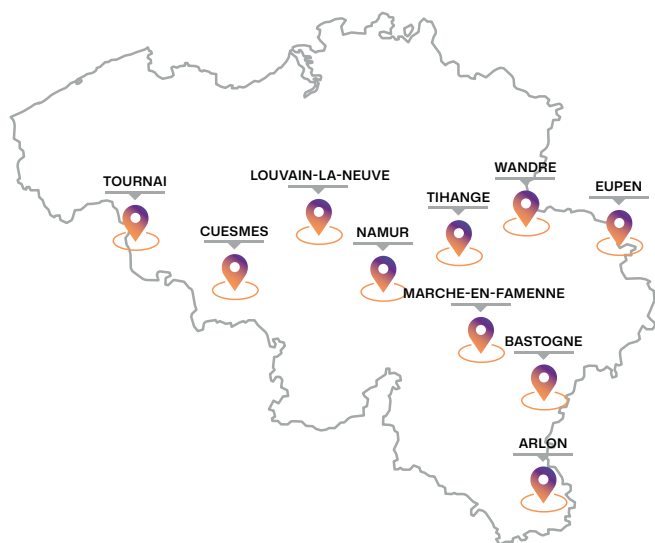 WANDRE
LOUVAIN-LA-NEUVE
TOURNAI
EUPEN
TIHANGE
CUESMES
NAMUR
MARCHE-EN-FAMENNE
BASTOGNE
ARLON